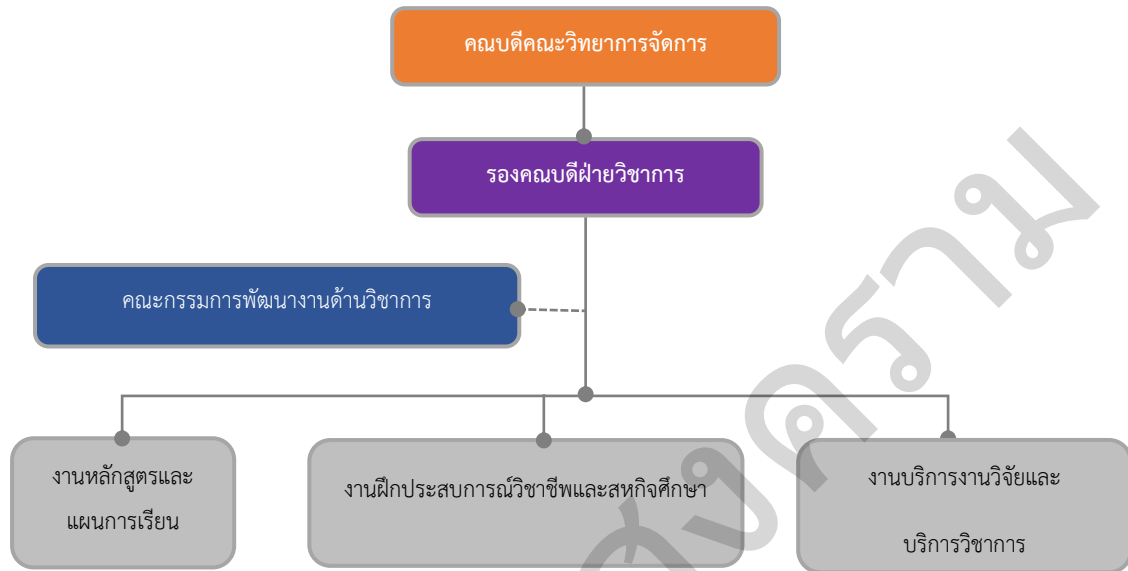 คณบดีคณะวิทยาการจัดการ
รองคณบดีฝ่ายวิชาการ
คณะกรรมการพัฒนางานด้านวิชาการ
งานหลักสูตรและ
แผนการเรียน
งานฝึกประสบการณ์วิชาชีพและสหกิจศึกษา
งานบริการงานวิจัยและ
บริการวิชาการ
สงคราม